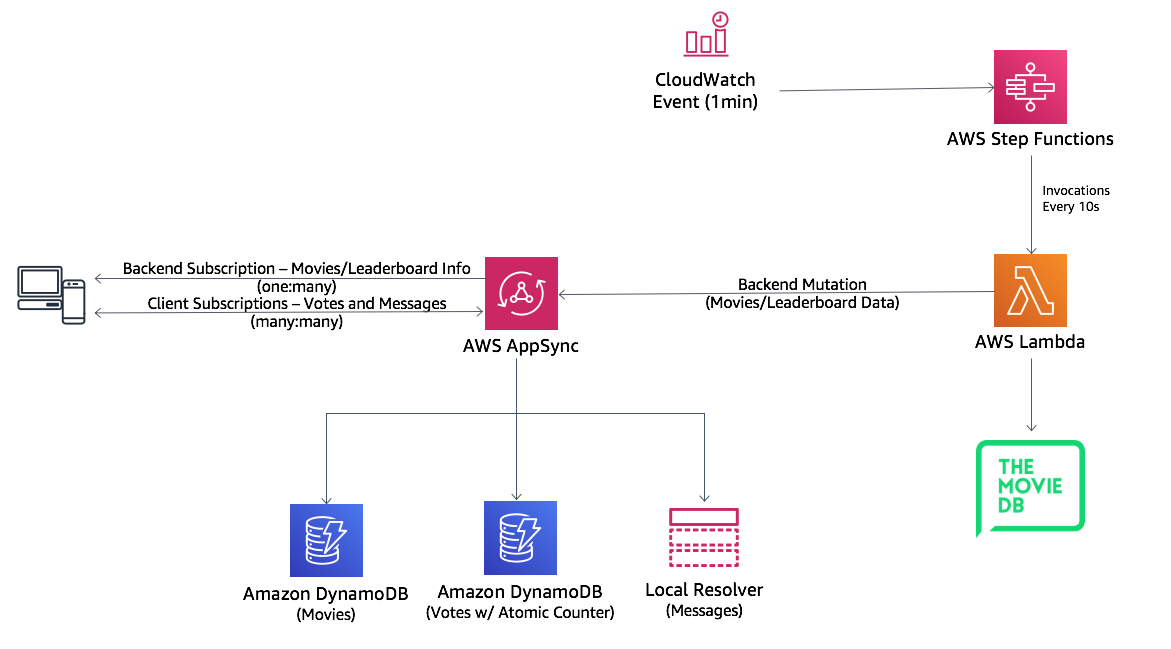 CloudWatch
Event (1min)
AWS Step Functions
Invocations
Every 10s
Backend Subscription – Movies/Leaderboard Info
(one:many)
Client Subscriptions – Votes and Messages
(many:many)
AWS AppSync
Backend Mutation
(Movies/Leaderboard Data)
AWS Lambda
THE
MOVIE
DB
Amazon DynamoDB
(Movies)
Amazon DynamoDB
(Votes w/ Atomic Counter)
Local Resolver
(Messages)